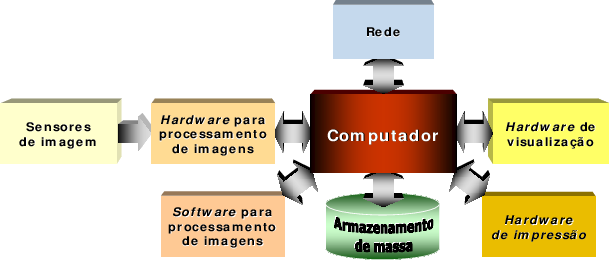 Rede
Sensores
de imagem
Hardware para
processamento
de imagens
Computador
Hardware de
visualização
Software para
processamento
de imagens
Armazenamento
de massa
Hardware
de impressão